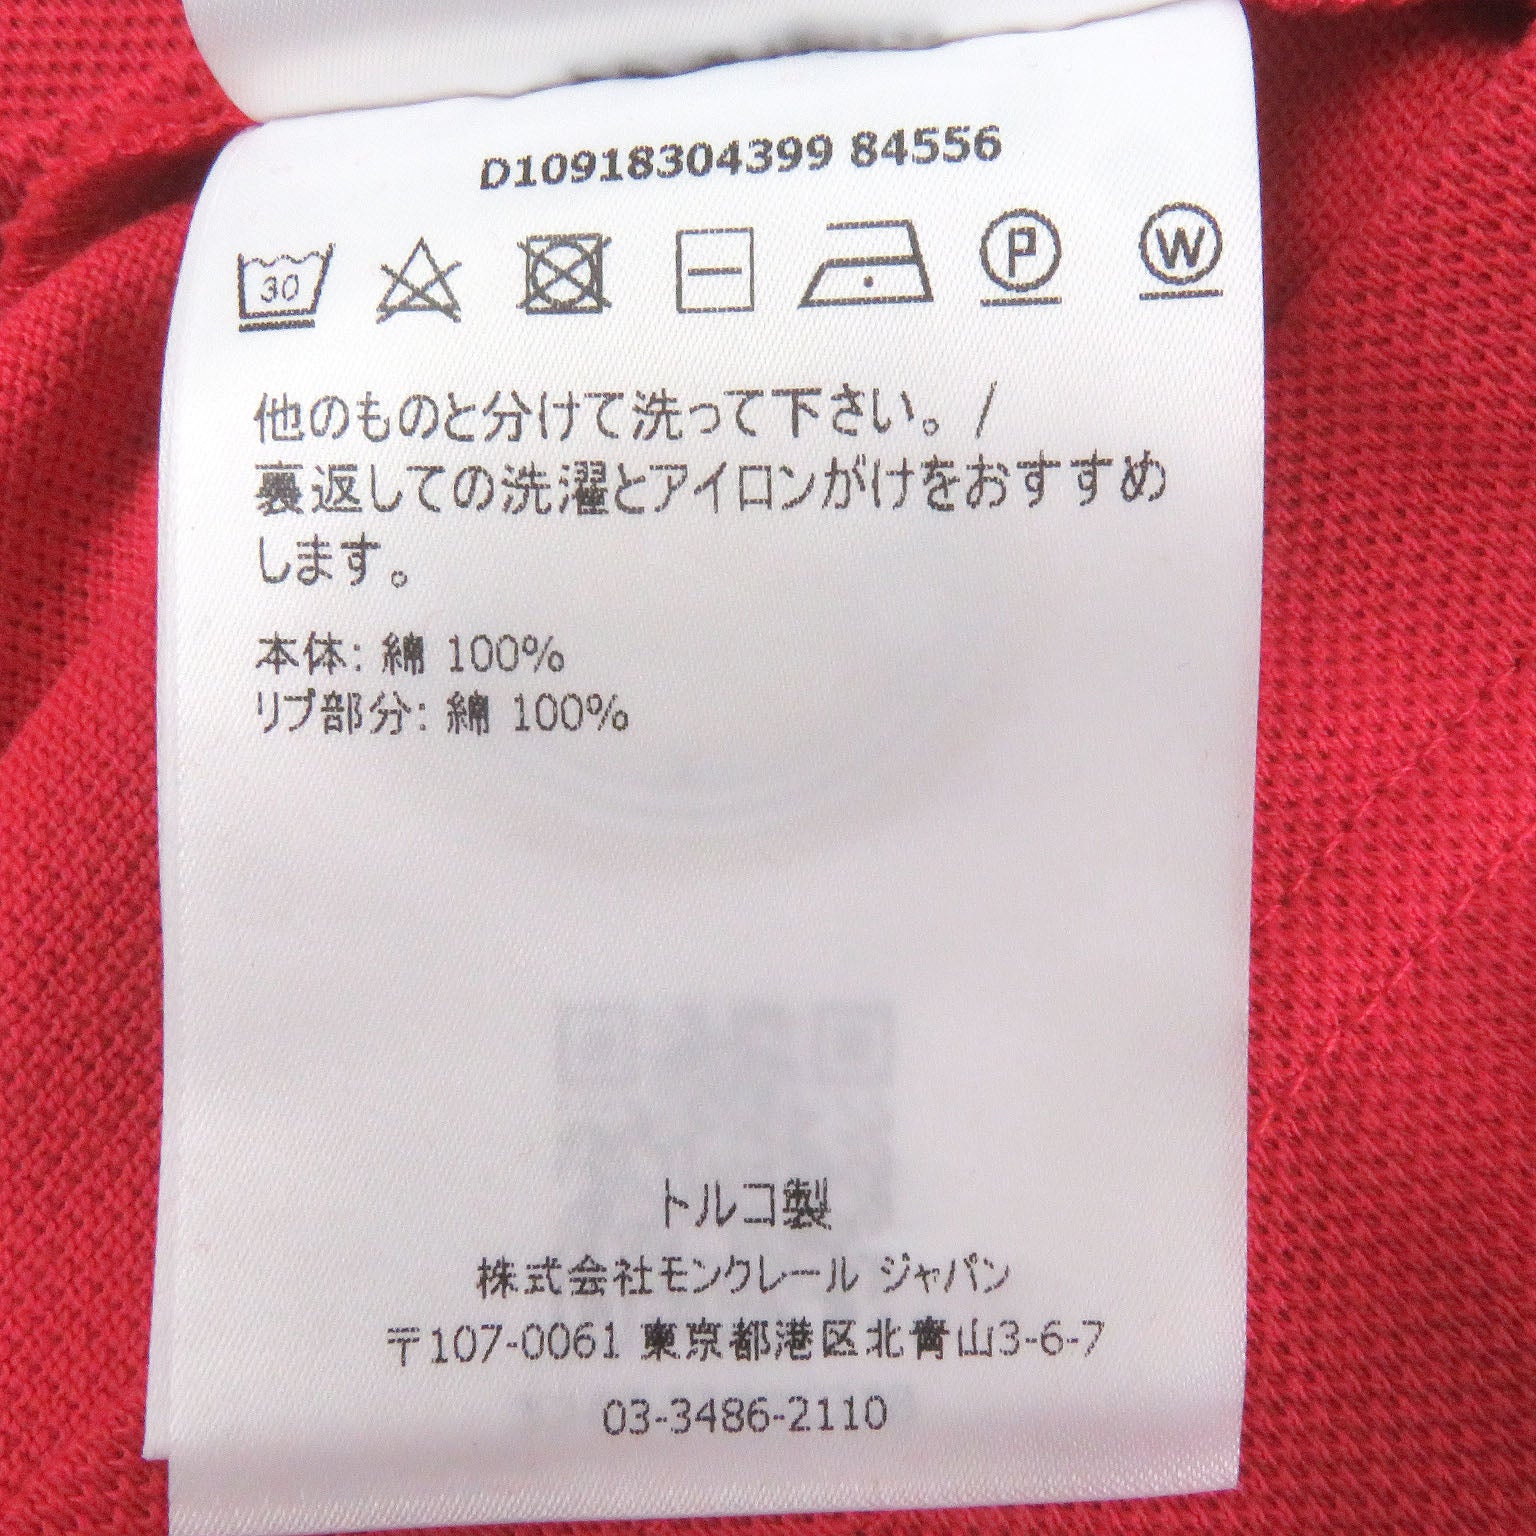 D10918304399 84556
30
P
W
他のものと分けて洗って下さい。/
裏返しての洗濯とアイロンがけをおすすめ
します。
本体: 綿 100%
リブ部分: 綿 100%
トルコ製
株式会社モンクレール ジャパン
〒107-0061 東京都港区北青山3-6-7
03-3486-2110